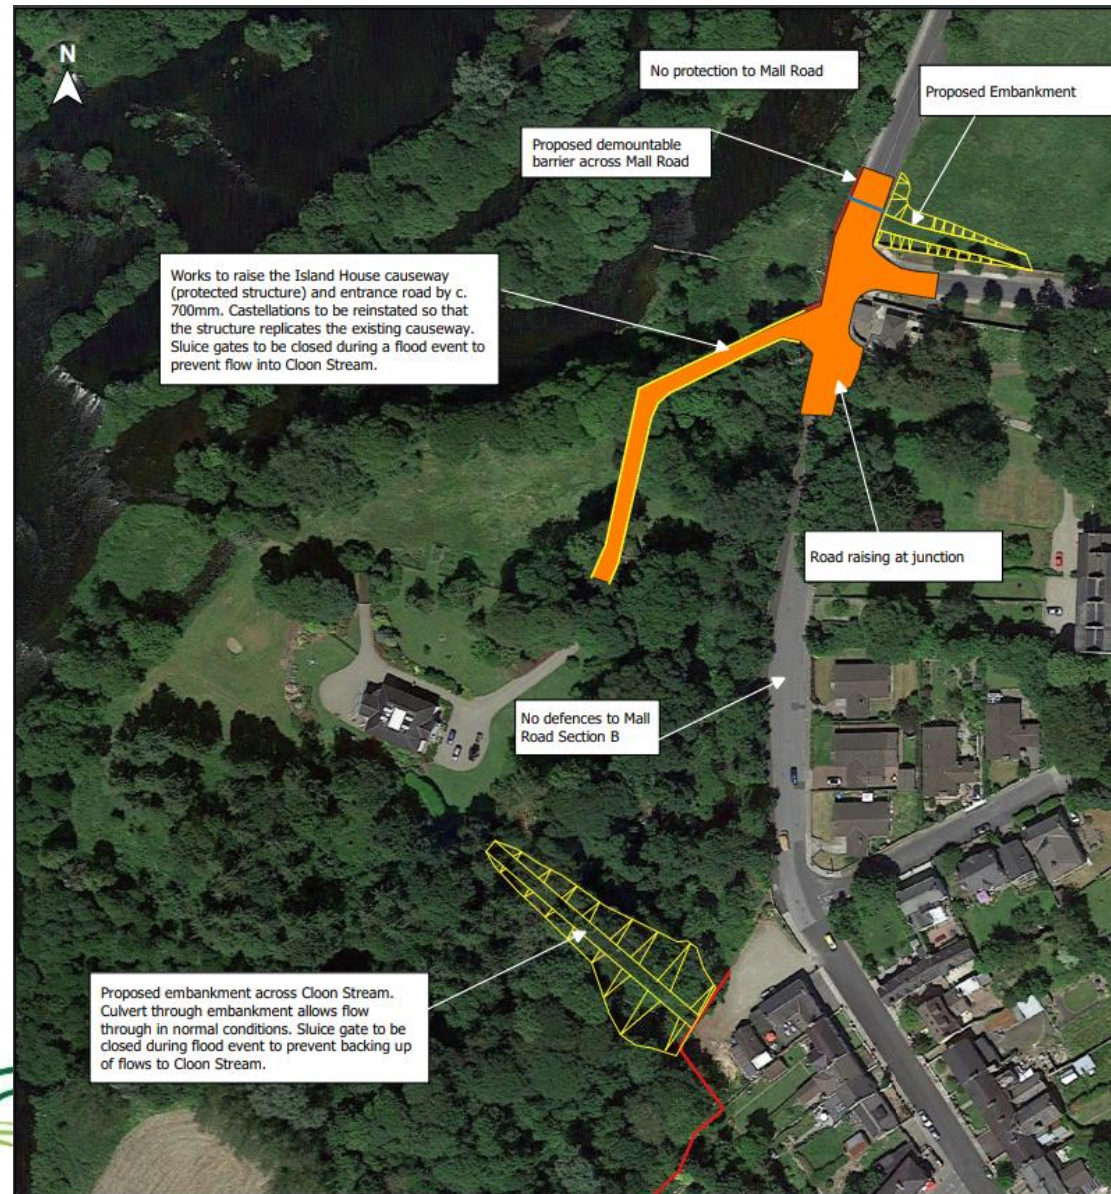 N
No protection to Mall Road
Proposed Embankment
Proposed demountable
barrier across Mall Road
Works to raise the Island House causeway
(protected structure) and entrance road by c.
700mm. Castellations to be reinstated so that
the structure replicates the existing causeway.
Sluice gates to be closed during a flood event to
prevent flow into Cloon Stream.
Road raising at junction
No defences to Mall
Road Section B
Proposed embankment across Cloon Stream.
Culvert through embankment allows flow
through in normal conditions. Sluice gate to be
closed during flood event to prevent backing up
of flows to Cloon Stream.